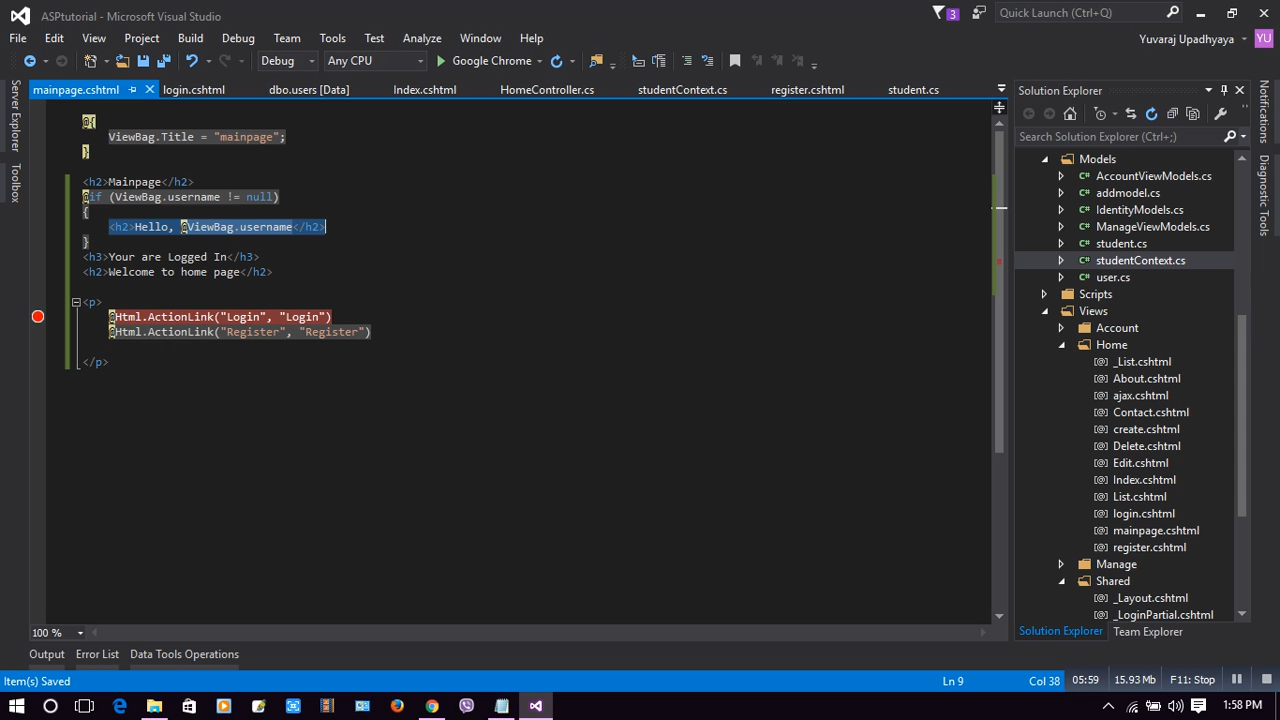 ASPtutorial - Microsoft Visual Studio
3
Quick Launch (Ctrl+Q)
File Edit View Project Build Debug Team Tools Test Analyze Window Help
Yuvaraj Upadhyaya YU
Debug Any CPU Google Chrome
mainpage.cshtml login.cshtml dbo.users [Data] Index.cshtml HomeController.cs studentContext.cs register.cshtml student.cs
Server Explorer
Toolbox
@{
ViewBag.Title = "mainpage";
}
<h2>Mainpage</h2>
@if (ViewBag.username != null)
{
<h2>Hello, @ViewBag.username</h2>
}
<h3>Your are Logged In</h3>
<h2>Welcome to home page</h2>
<p>
@Html.ActionLink("Login", "Login")
@Html.ActionLink("Register", "Register")
</p>
100 %
Solution Explorer
Search Solution Explorer (Ctrl+;)
Models
C# AccountViewModels.cs
C# addmodel.cs
C# IdentityModels.cs
C# ManageViewModels.cs
C# student.cs
C# studentContext.cs
C# user.cs
Scripts
Views
Account
Home
[@] _List.cshtml
[@] About.cshtml
[@] ajax.cshtml
[@] Contact.cshtml
[@] create.cshtml
[@] Delete.cshtml
[@] Edit.cshtml
[@] Index.cshtml
[@] List.cshtml
[@] login.cshtml
[@] mainpage.cshtml
[@] register.cshtml
Manage
Shared
[@] _Layout.cshtml
[@] _LoginPartial.cshtml
Solution Explorer Team Explorer
Notifications
Diagnostic Tools
Output Error List Data Tools Operations
Item(s) Saved Ln 9 Col 38 05:59 15.93 Mb F11: Stop
1:58 PM